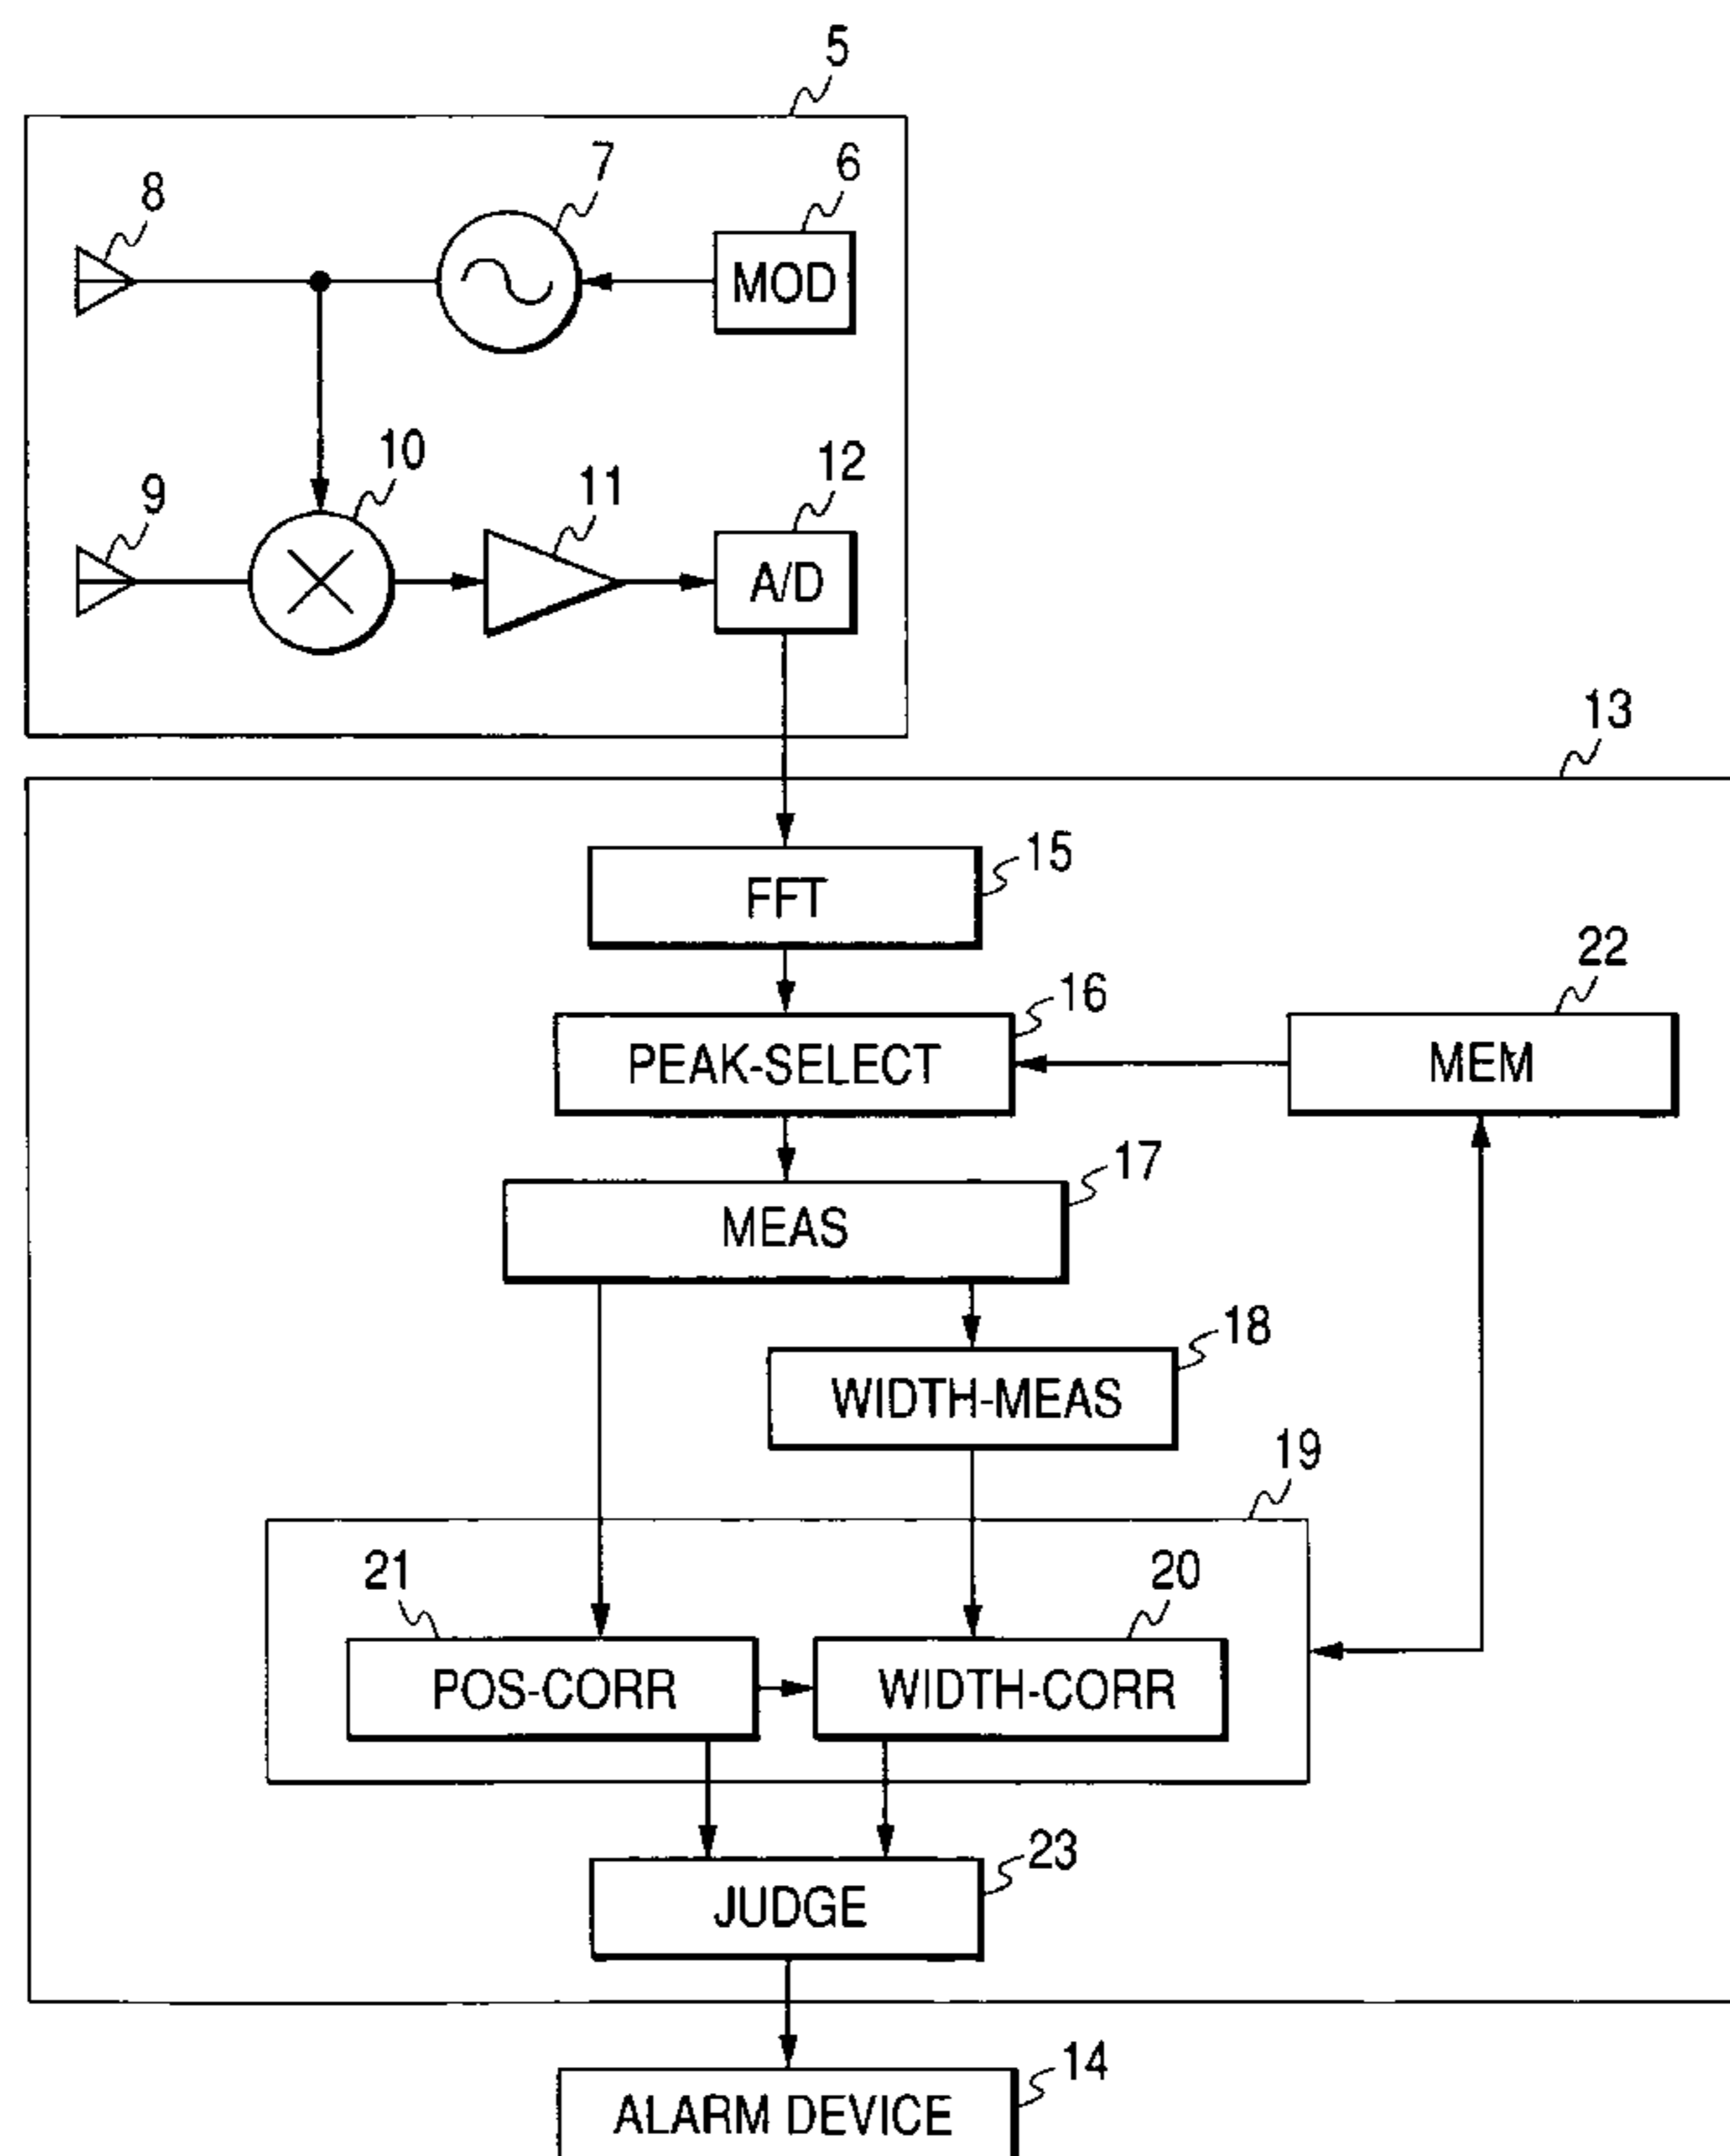 5
8
7
6
MOD
9
10
11
12
A/D
13
FFT
15
PEAK-SELECT
16
MEM
22
MEAS
17
WIDTH-MEAS
18
19
21
20
POS-CORR
WIDTH-CORR
JUDGE
23
ALARM DEVICE
14